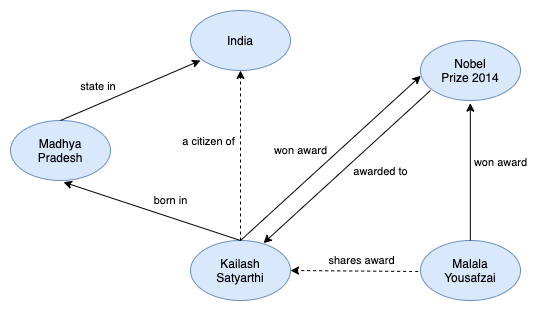 India
Nobel
Prize 2014
state in
Madhya
Pradesh
a citizen of
won award
awarded to
won award
born in
Kailash
Satyarthi
shares award
Malala
Yousafzai